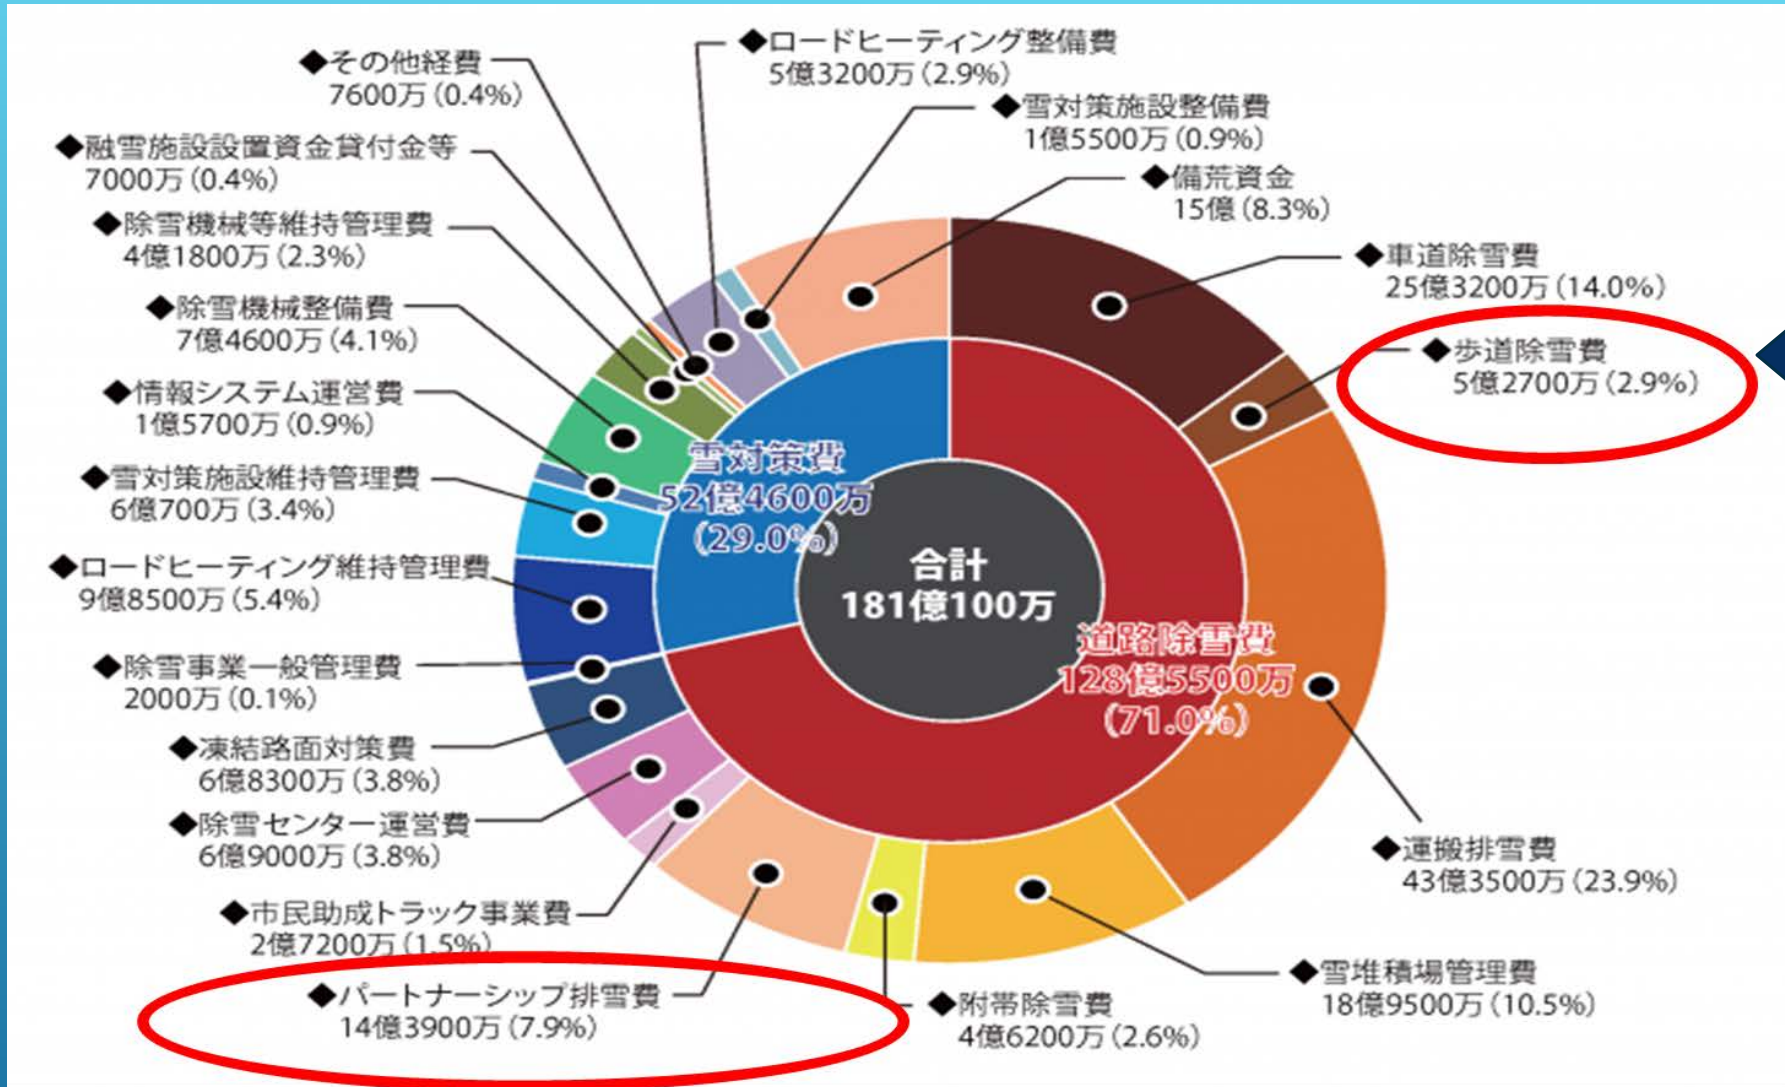 ◆その他経費
7600万(0.4%)
◆ロードヒーティング整備費
5億3200万(2.9%)
◆雪対策施設整備費
1億5500万(0.9%)
◆備荒資金
15億(8.3%)
◆融雪施設設置資金貸付金等
7000万(0.4%)
◆除雪機械等維持管理費
4億1800万(2.3%)
◆除雪機械整備費
7億4600万(4.1%)
◆情報システム運営費
1億5700万(0.9%)
◆雪対策施設維持管理費
6億700万(3.4%)
◆ロードヒーティング維持管理費
9億8500万(5.4%)
◆除雪事業一般管理費
2000万(0.1%)
◆凍結路面対策費
6億8300万(3.8%)
◆除雪センター運営費
6億9000万(3.8%)
◆市民助成トラック事業費
2億7200万(1.5%)
◆パートナーシップ排雪費
14億3900万(7.9%)
雪対策費
52億4600万
(29.0%)
合計
181億100万
道路除雪費
128億5500万
(71.0%)
◆車道除雪費
25億3200万(14.0%)
◆歩道除雪費
5億2700万(2.9%)
◆運搬排雪費
43億3500万(23.9%)
◆雪堆積場管理費
18億9500万(10.5%)
◆附帯除雪費
4億6200万(2.6%)